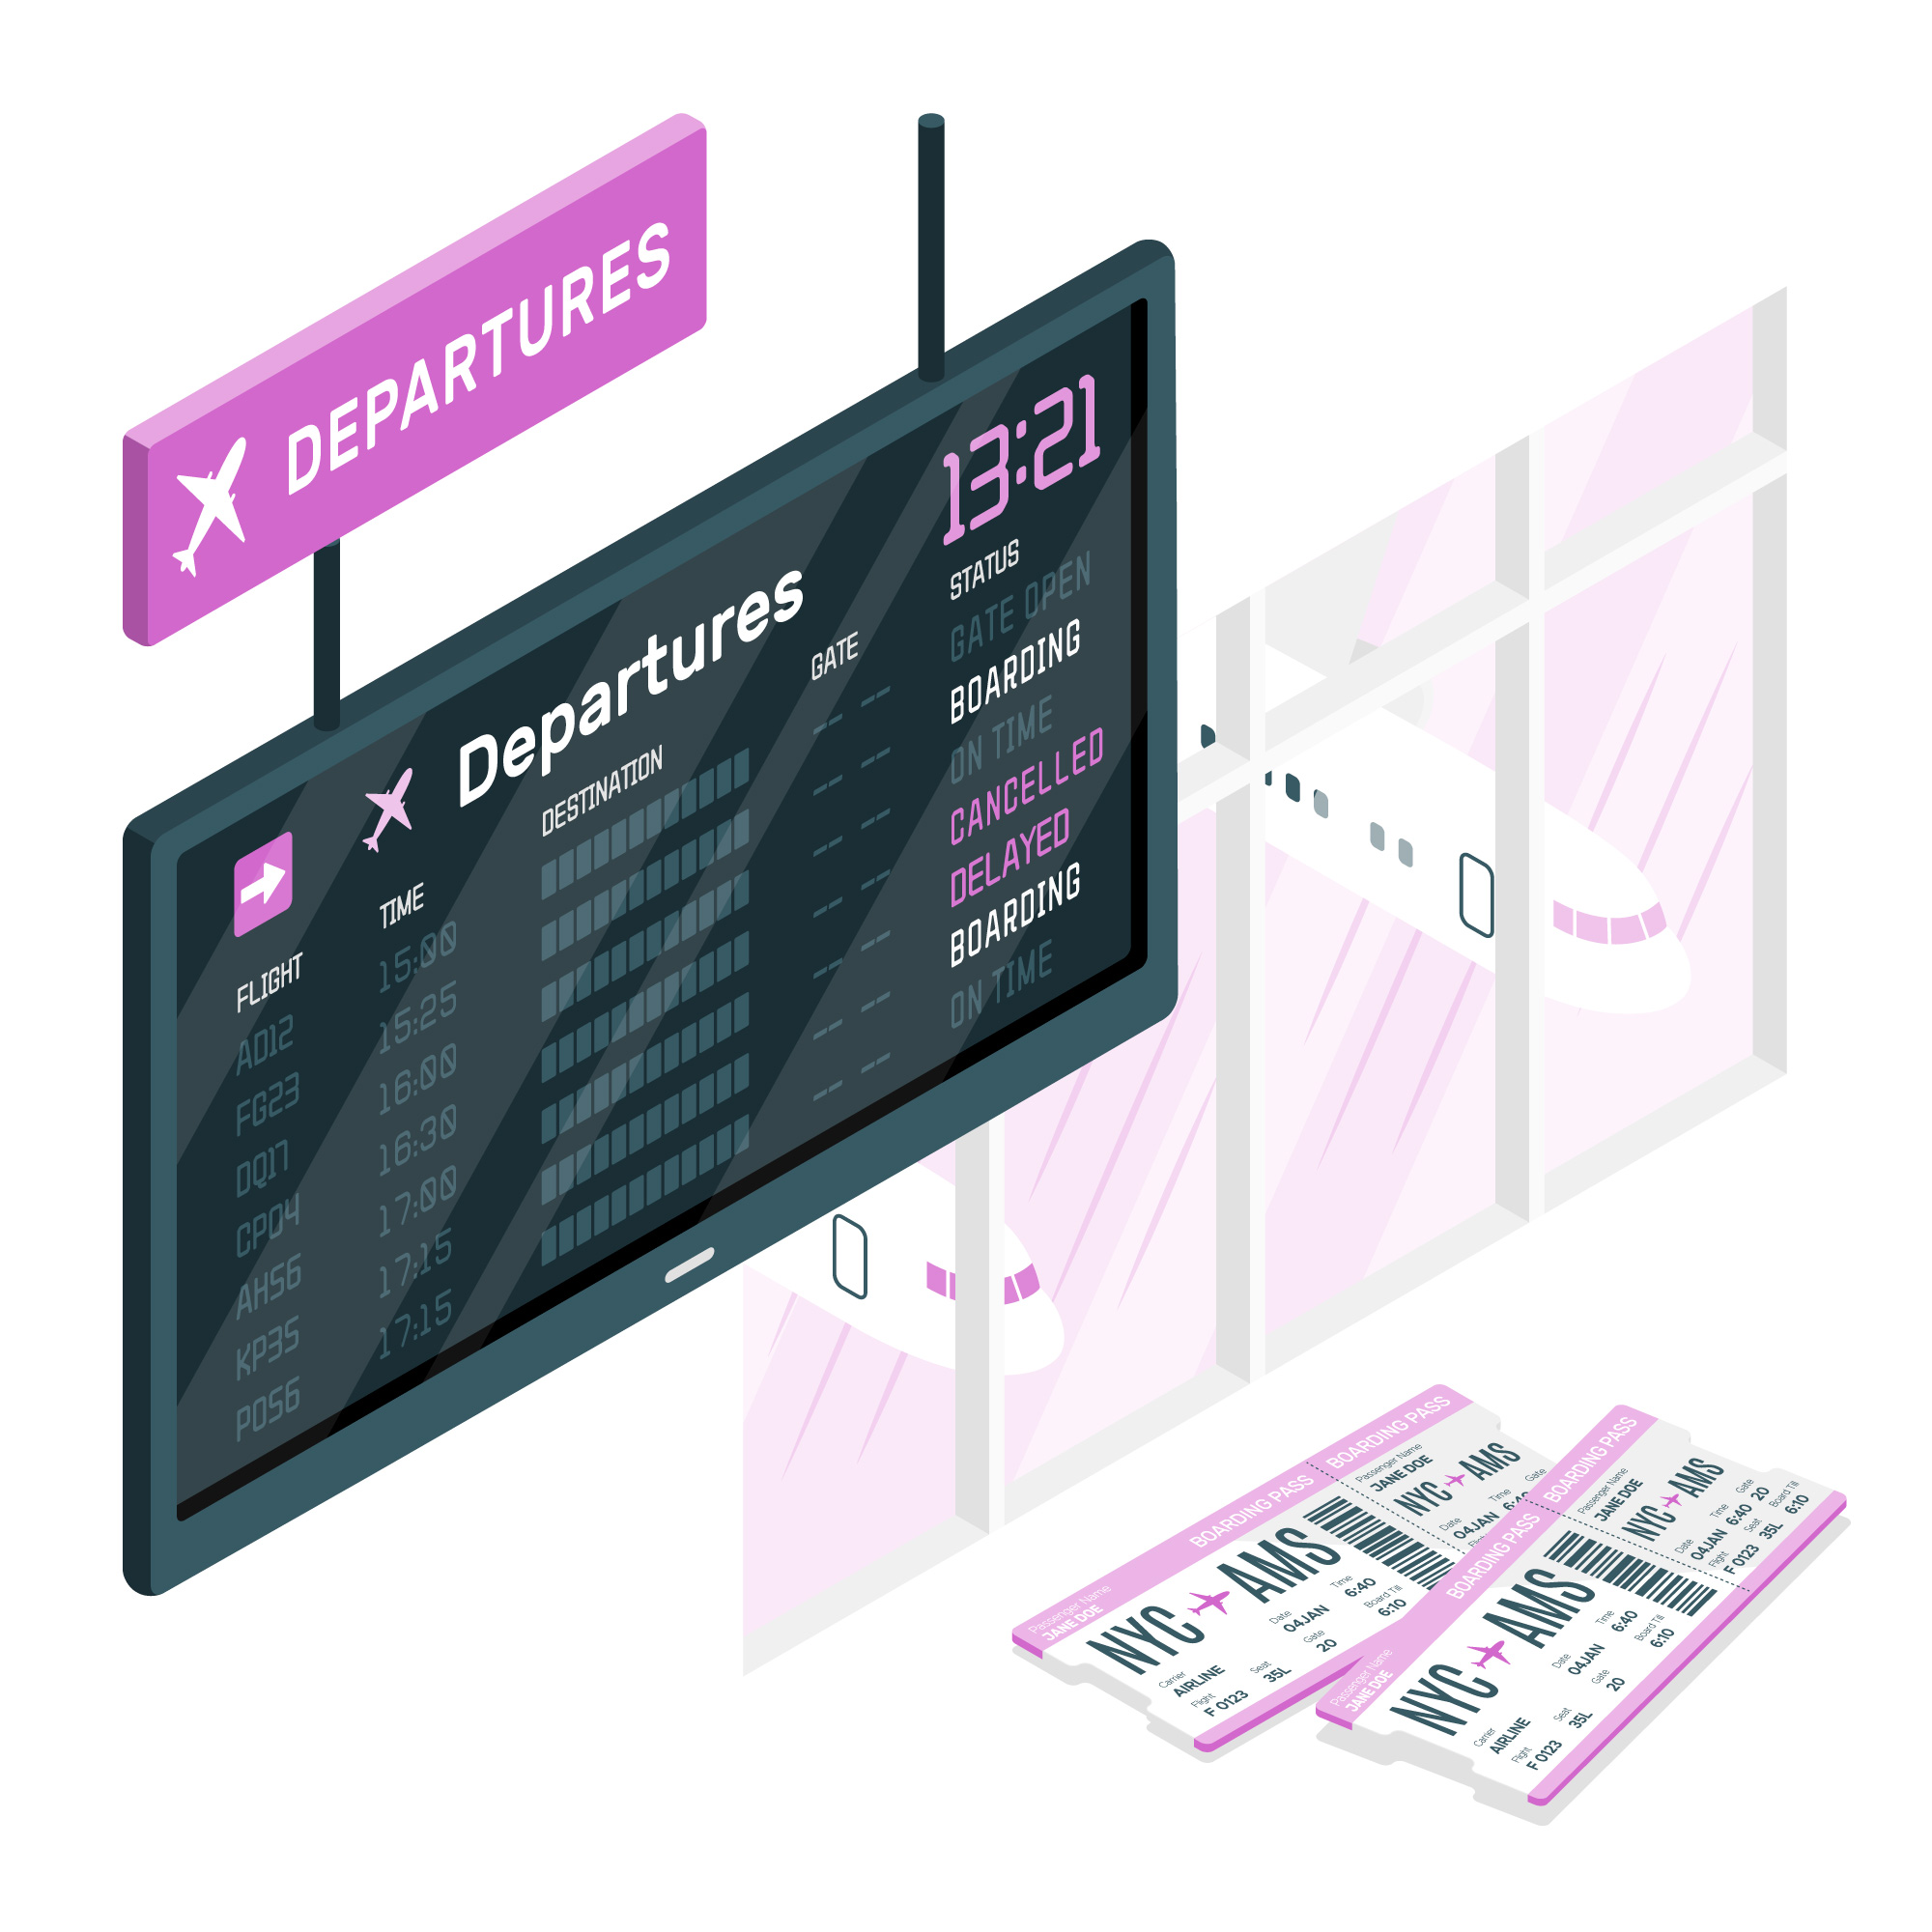 DEPARTURES
13:21
Departures
FLIGHT TIME DESTINATION GATE STATUS
AD12 15:00 -- -- GATE OPEN
FG23 15:25 -- -- BOARDING
DQ17 16:00 -- -- ON TIME
CP04 16:30 -- -- CANCELLED
AH56 17:00 -- -- DELAYED
KP35 17:15 -- -- BOARDING
PO56 17:15 -- -- ON TIME
BOARDING PASS
Passenger Name
JANE DOE
NYC AMS
Date Time
04JAN 6:40
Gate Board Till
20 6:10
Carrier
AIRLINE
Flight Seat
F 0123 35L
BOARDING PASS
Passenger Name
JANE DOE
NYC AMS
Date Time Gate
04JAN
BOARDING PASS
Passenger Name
JANE DOE
NYC AMS
Date Time
04JAN 6:40
Gate Board Till
20 6:10
Carrier
AIRLINE
Flight Seat
F 0123 35L
BOARDING PASS
Passenger Name
JANE DOE
NYC AMS
Date Time Gate
04JAN 6:40 20
Flight Seat Board Till
F 0123 35L 6:10